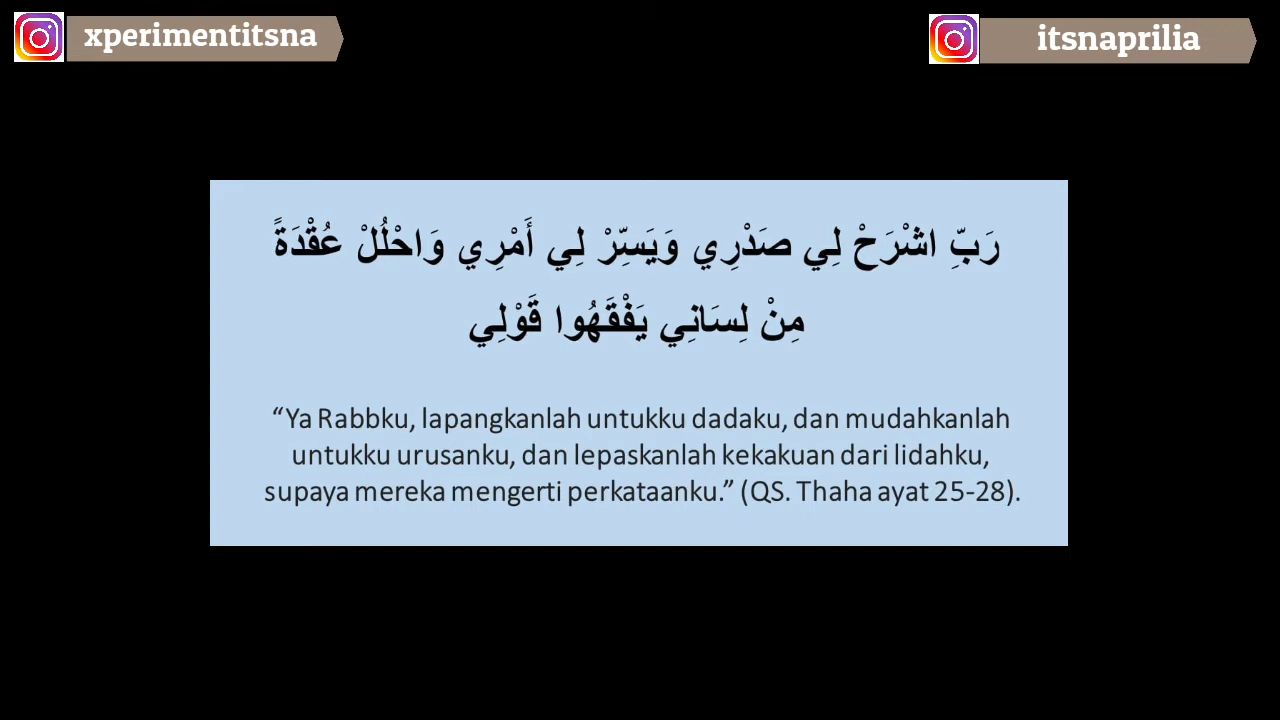 xperimentitsna
itsnaprilia
رَبِّ اشْرَحْ لِي صَدْرِي وَيَسِّرْ لِي أَمْرِي وَاحْلُلْ عُقْدَةً
مِنْ لِسَانِي يَفْقَهُوا قَوْلِي
“Ya Rabbku, lapangkanlah untukku dadaku, dan mudahkanlah
untukku urusanku, dan lepaskanlah kekakuan dari lidahku,
supaya mereka mengerti perkataanku.” (QS. Thaha ayat 25-28).